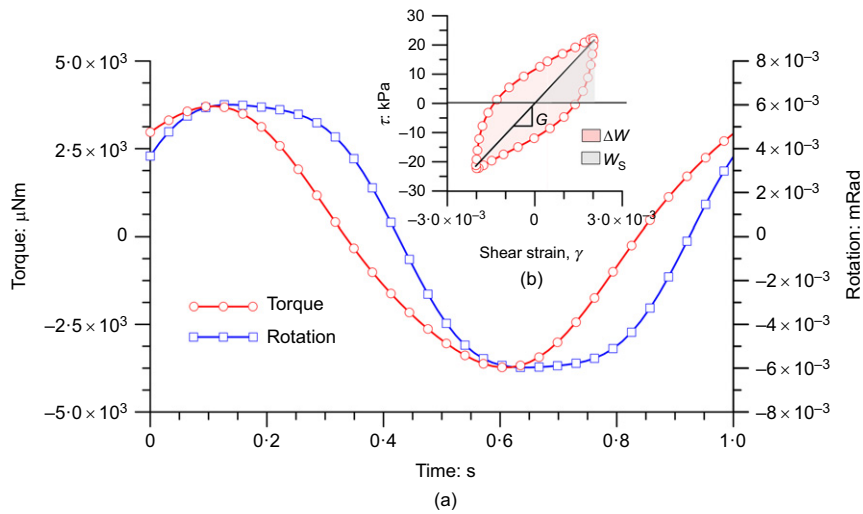 30
20
10
0
–10
–20
–30
τ: kPa
G
ΔW
W_S
–3·0 × 10⁻³
0
3·0 × 10⁻³
Shear strain, γ
(b)
5·0 × 10³
2·5 × 10³
0
–2·5 × 10³
–5·0 × 10³
Torque: μNm
Torque
Rotation
8 × 10⁻³
6 × 10⁻³
4 × 10⁻³
2 × 10⁻³
0
–2 × 10⁻³
–4 × 10⁻³
–6 × 10⁻³
–8 × 10⁻³
Rotation: mRad
0
0·2
0·4
0·6
0·8
1·0
Time: s
(a)